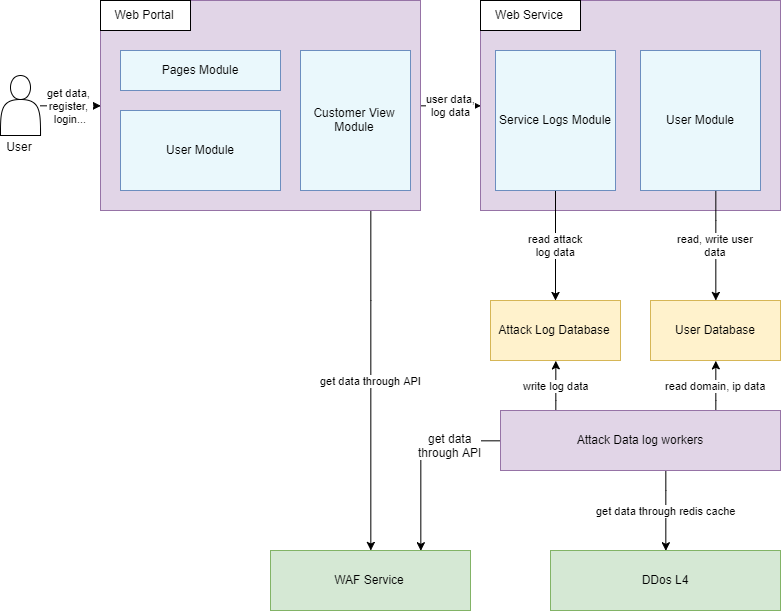 Web Portal
Web Service
Pages Module
User Module
Customer View
Module
Service Logs Module
User Module
get data,
register,
login...
User
user data,
log data
read attack
log data
read, write user
data
Attack Log Database
User Database
get data through API
write log data
read domain, ip data
Attack Data log workers
get data
through API
get data through redis cache
WAF Service
DDos L4